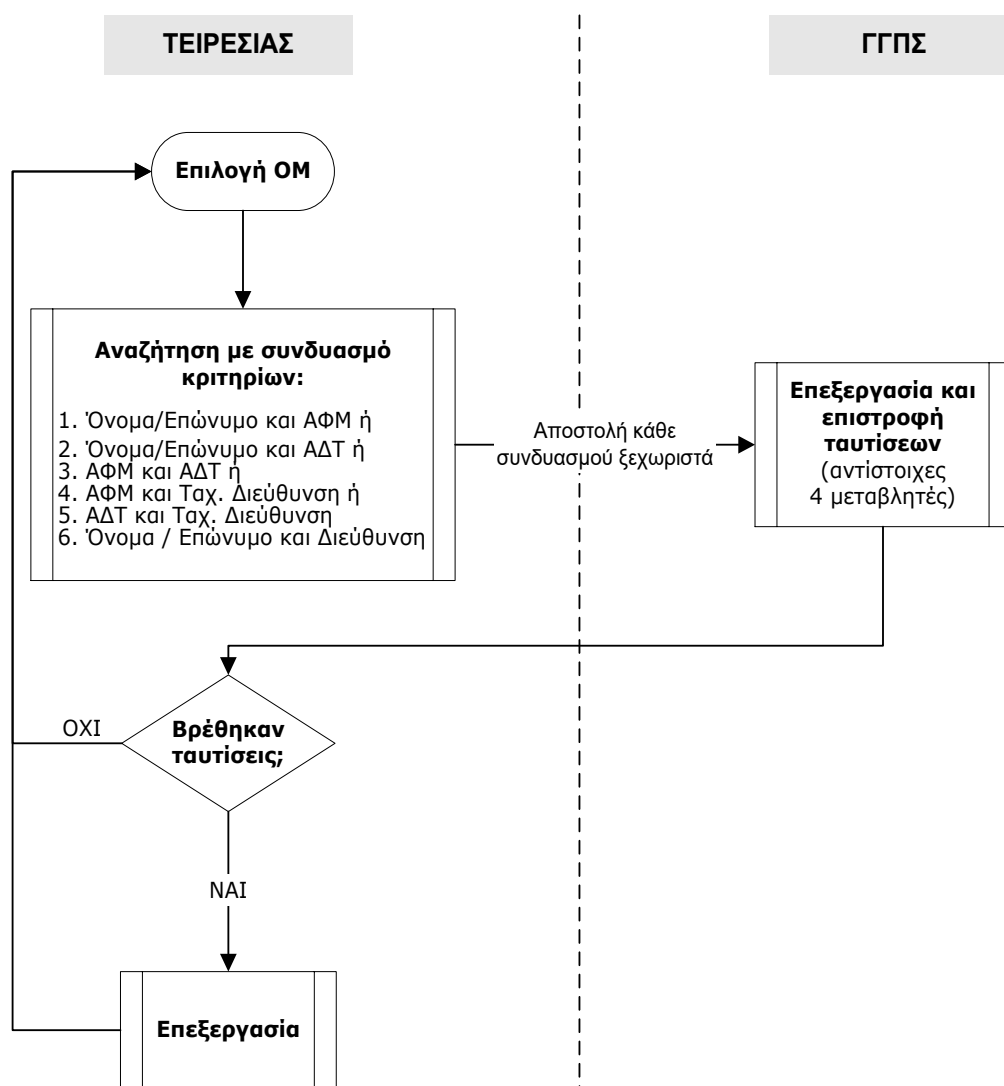 ΤΕΙΡΕΣΙΑΣ
ΓΓΠΣ
Επιλογή ΟΜ
Αναζήτηση με συνδυασμό
κριτηρίων:
1. Όνομα/Επώνυμο και ΑΦΜ ή
2. Όνομα/Επώνυμο και ΑΔΤ ή
3. ΑΦΜ και ΑΔΤ ή
4. ΑΦΜ και Ταχ. Διεύθυνση ή
5. ΑΔΤ και Ταχ. Διεύθυνση
6. Όνομα / Επώνυμο και Διεύθυνση
Αποστολή κάθε
συνδυασμού ξεχωριστά
Επεξεργασία και
επιστροφή
ταυτίσεων
(αντίστοιχες
4 μεταβλητές)
Βρέθηκαν
ταυτίσεις;
ΟΧΙ
ΝΑΙ
Επεξεργασία